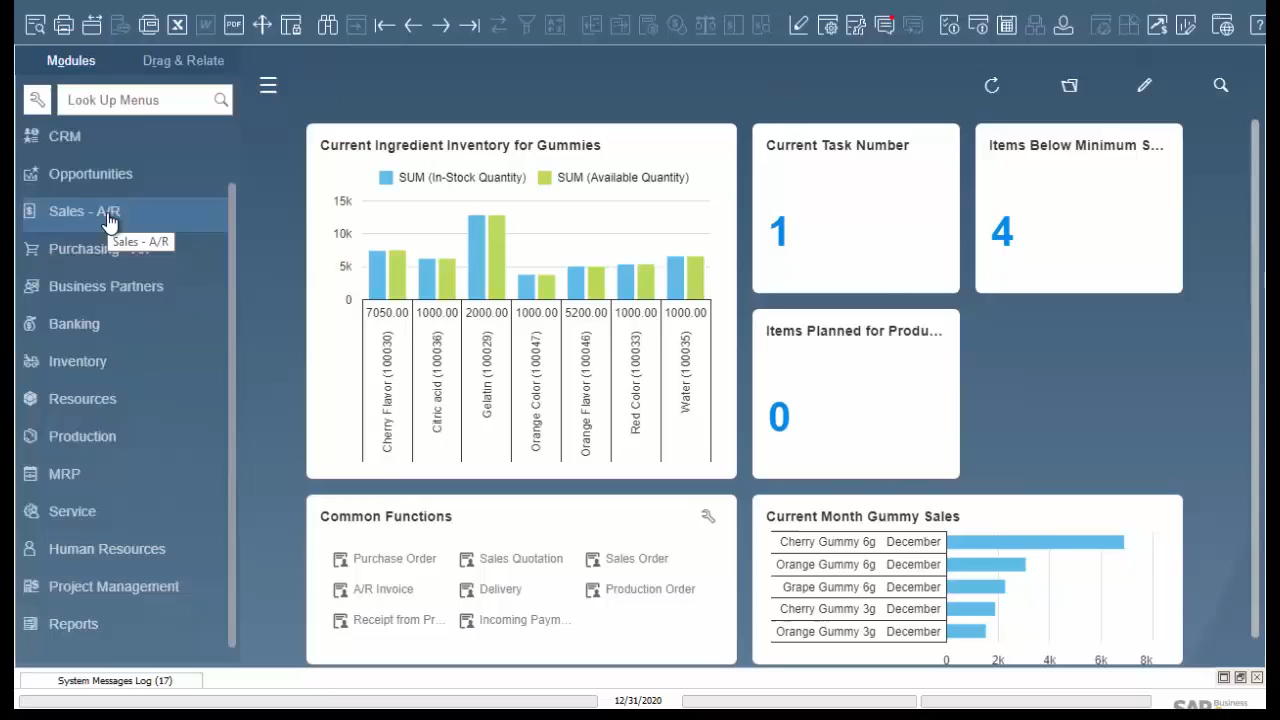 Modules
Drag & Relate
Look Up Menus
CRM
Opportunities
Sales - A/R
Sales - A/R
Business Partners
Banking
Inventory
Resources
Production
MRP
Service
Human Resources
Project Management
Reports
Current Ingredient Inventory for Gummies
SUM (In-Stock Quantity)
SUM (Available Quantity)
15k
10k
5k
0
7050.00 1000.00 2000.00 1000.00 5200.00 1000.00 1000.00
Cherry Flavor (100030)
Citric acid (100036)
Gelatin (100029)
Orange Color (100047)
Orange Flavor (100046)
Red Color (100033)
Water (100035)
Current Task Number
1
Items Below Minimum S...
4
Items Planned for Produ...
0
Common Functions
Purchase Order
Sales Quotation
Sales Order
A/R Invoice
Delivery
Production Order
Receipt from Pr...
Incoming Paym...
Current Month Gummy Sales
Cherry Gummy 6g December
Orange Gummy 6g December
Grape Gummy 6g December
Cherry Gummy 3g December
Orange Gummy 3g December
0 2k 4k 6k 8k
System Messages Log (17)
12/31/2020
SAP Business